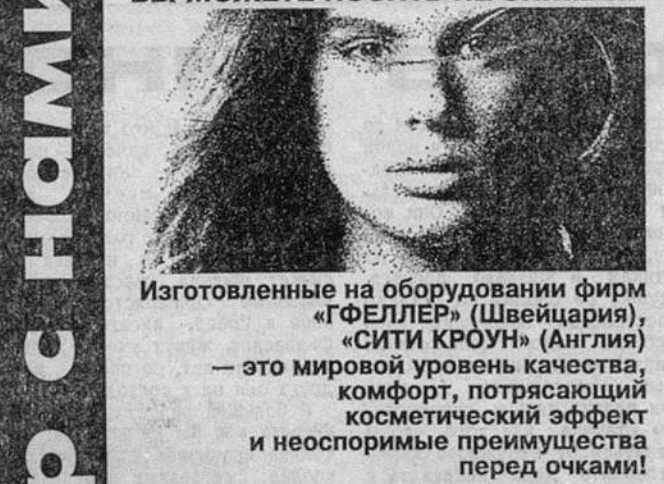 Изготовленные на оборудовании фирм
«ГФЕЛЛЕР» (Швейцария),
«СИТИ КРОУН» (Англия)
— это мировой уровень качества,
комфорт, потрясающий
косметический эффект
и неоспоримые преимущества
перед очками!
р с нами